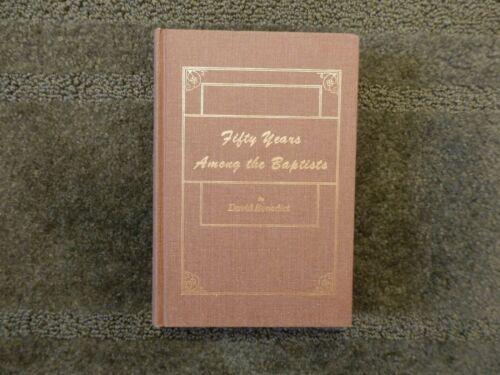 Fifty Years
Among the Baptists
By
David Benedict